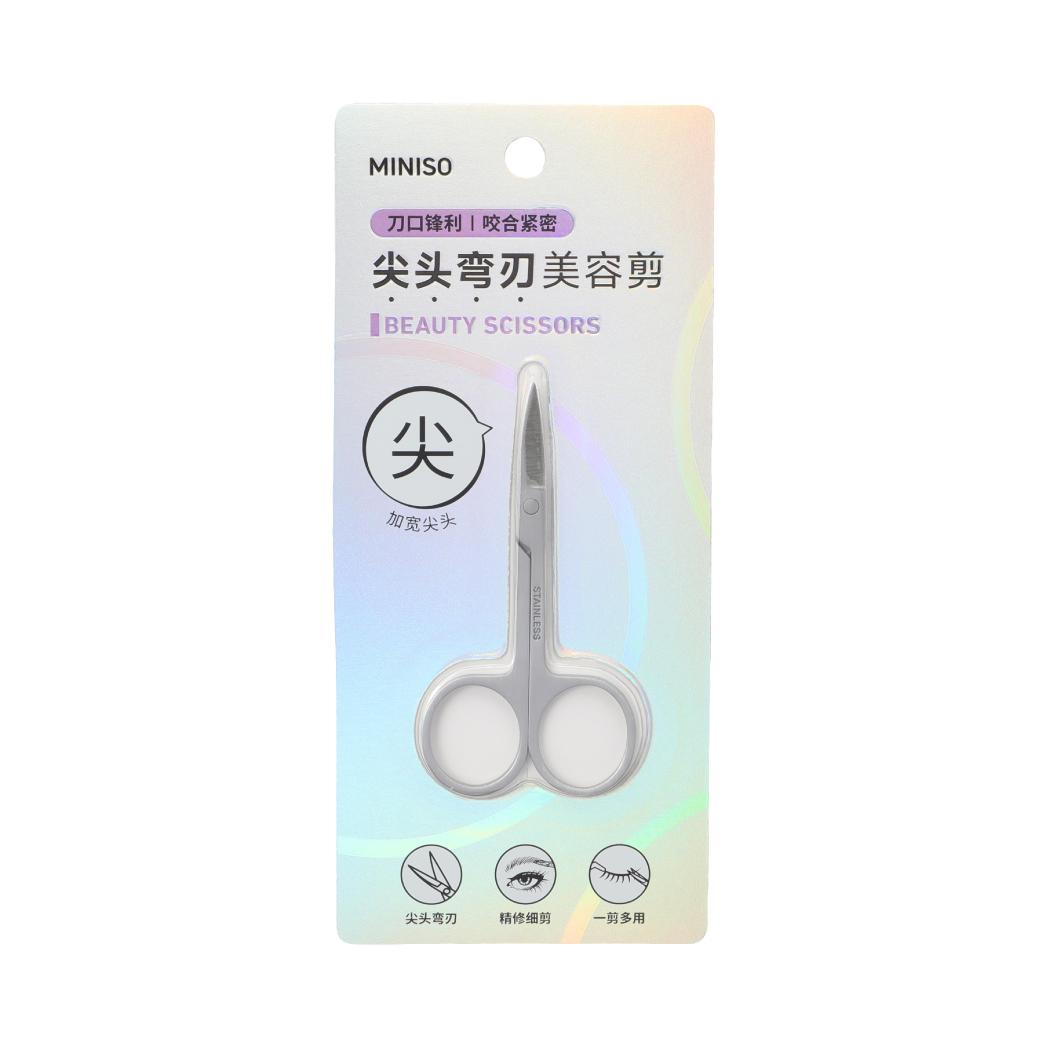 MINISO
刀口锋利 | 咬合紧密
尖头弯刃美容剪
BEAUTY SCISSORS
尖
加宽尖头
STAINLESS
尖头弯刃
精修细剪
一剪多用